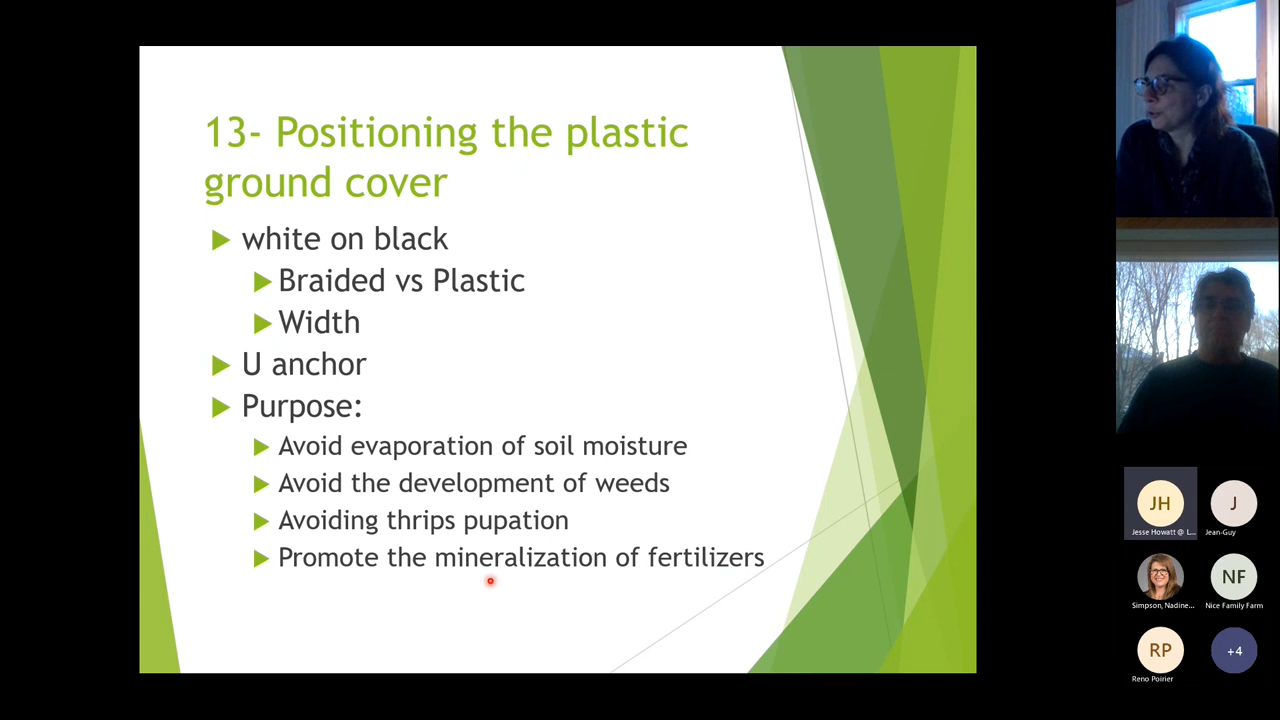 13- Positioning the plastic
ground cover
white on black
Braided vs Plastic
Width
U anchor
Purpose:
Avoid evaporation of soil moisture
Avoid the development of weeds
Avoiding thrips pupation
Promote the mineralization of fertilizers
JH
Jesse Howatt @ L...
J
Jean-Guy
Simpson, Nadine...
NF
Nice Family Farm
RP
Reno Poirier
+4